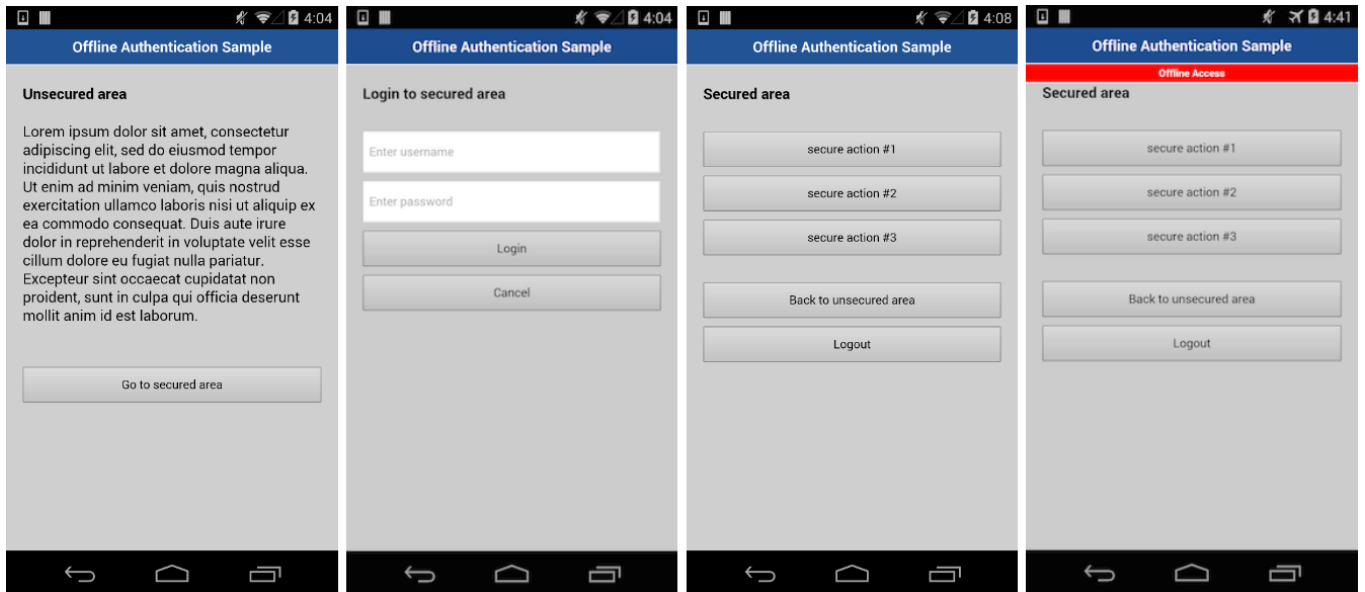 4:04
Offline Authentication Sample
Unsecured area
Lorem ipsum dolor sit amet, consectetur
adipiscing elit, sed do eiusmod tempor
incididunt ut labore et dolore magna aliqua.
Ut enim ad minim veniam, quis nostrud
exercitation ullamco laboris nisi ut aliquip ex
ea commodo consequat. Duis aute irure
dolor in reprehenderit in voluptate velit esse
cillum dolore eu fugiat nulla pariatur.
Excepteur sint occaecat cupidatat non
proident, sunt in culpa qui officia deserunt
mollit anim id est laborum.
Go to secured area
4:04
Offline Authentication Sample
Login to secured area
Enter username
Enter password
Login
Cancel
4:08
Offline Authentication Sample
Secured area
secure action #1
secure action #2
secure action #3
Back to unsecured area
Logout
4:41
Offline Authentication Sample
Offline Access
Secured area
secure action #1
secure action #2
secure action #3
Back to unsecured area
Logout